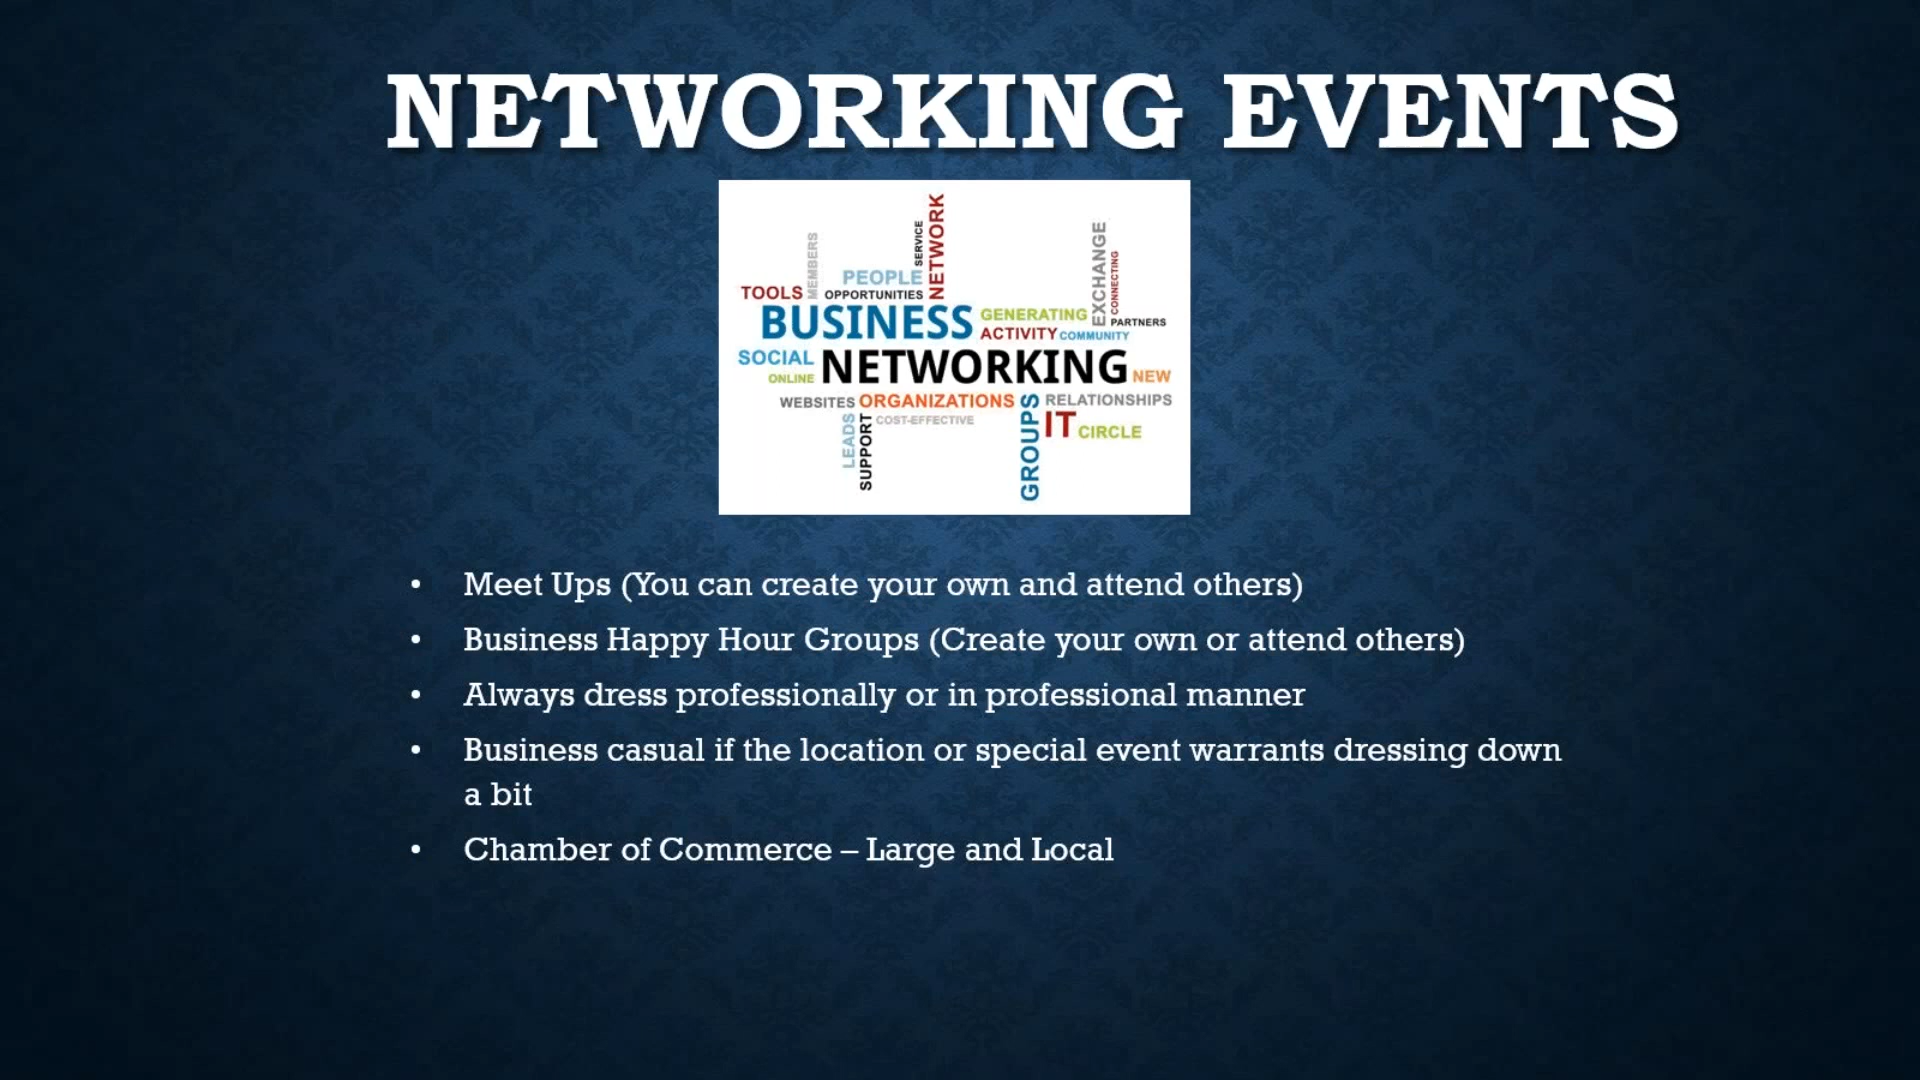 NETWORKING EVENTS
MEMBERS
SERVICE
NETWORK
EXCHANGE
CONNECTING
PEOPLE
TOOLS
OPPORTUNITIES
BUSINESS
GENERATING
PARTNERS
ACTIVITY
COMMUNITY
SOCIAL
NETWORKING
ONLINE
NEW
WEBSITES
ORGANIZATIONS
RELATIONSHIPS
LEADS
SUPPORT
COST-EFFECTIVE
GROUPS
IT
CIRCLE
• Meet Ups (You can create your own and attend others)
• Business Happy Hour Groups (Create your own or attend others)
• Always dress professionally or in professional manner
• Business casual if the location or special event warrants dressing down
a bit
• Chamber of Commerce – Large and Local